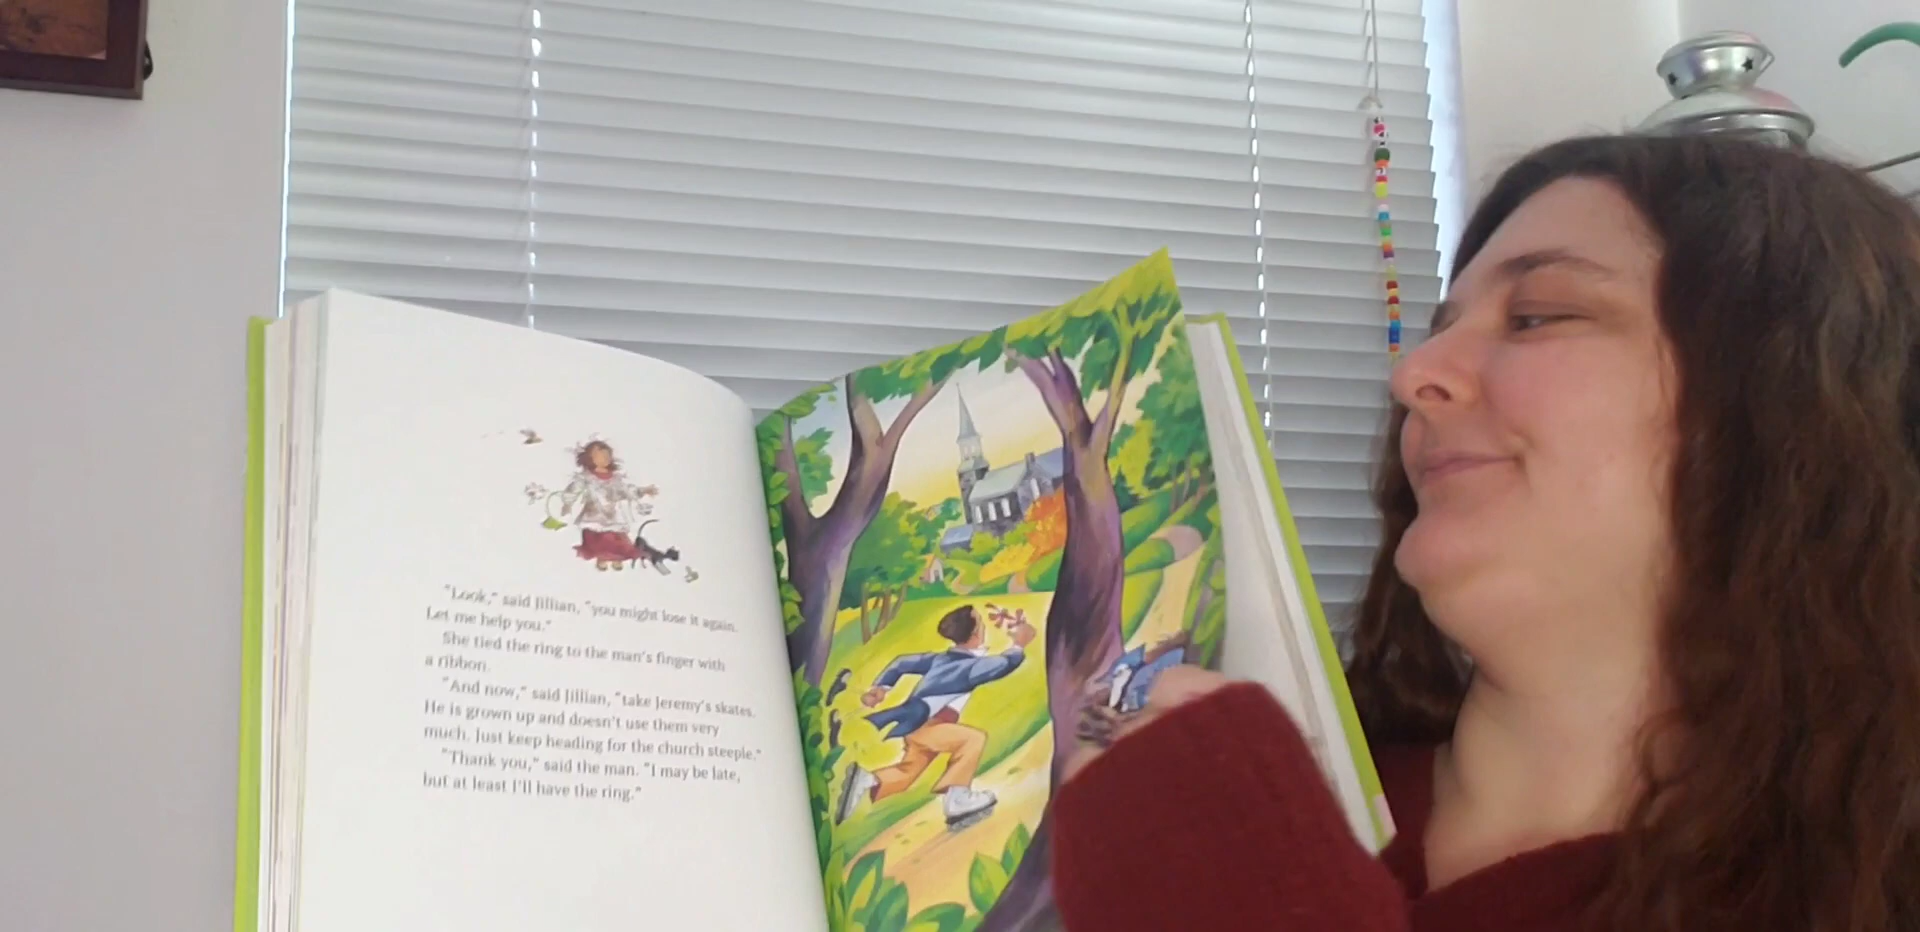 "Look," said Jillian, "you might lose it again.
Let me help you."
She tied the ring to the man's finger with
a ribbon.
"And now," said Jillian, "take Jeremy's skates.
He is grown up and doesn't use them very
much. Just keep heading for the church steeple."
"Thank you," said the man. "I may be late,
but at least I'll have the ring."